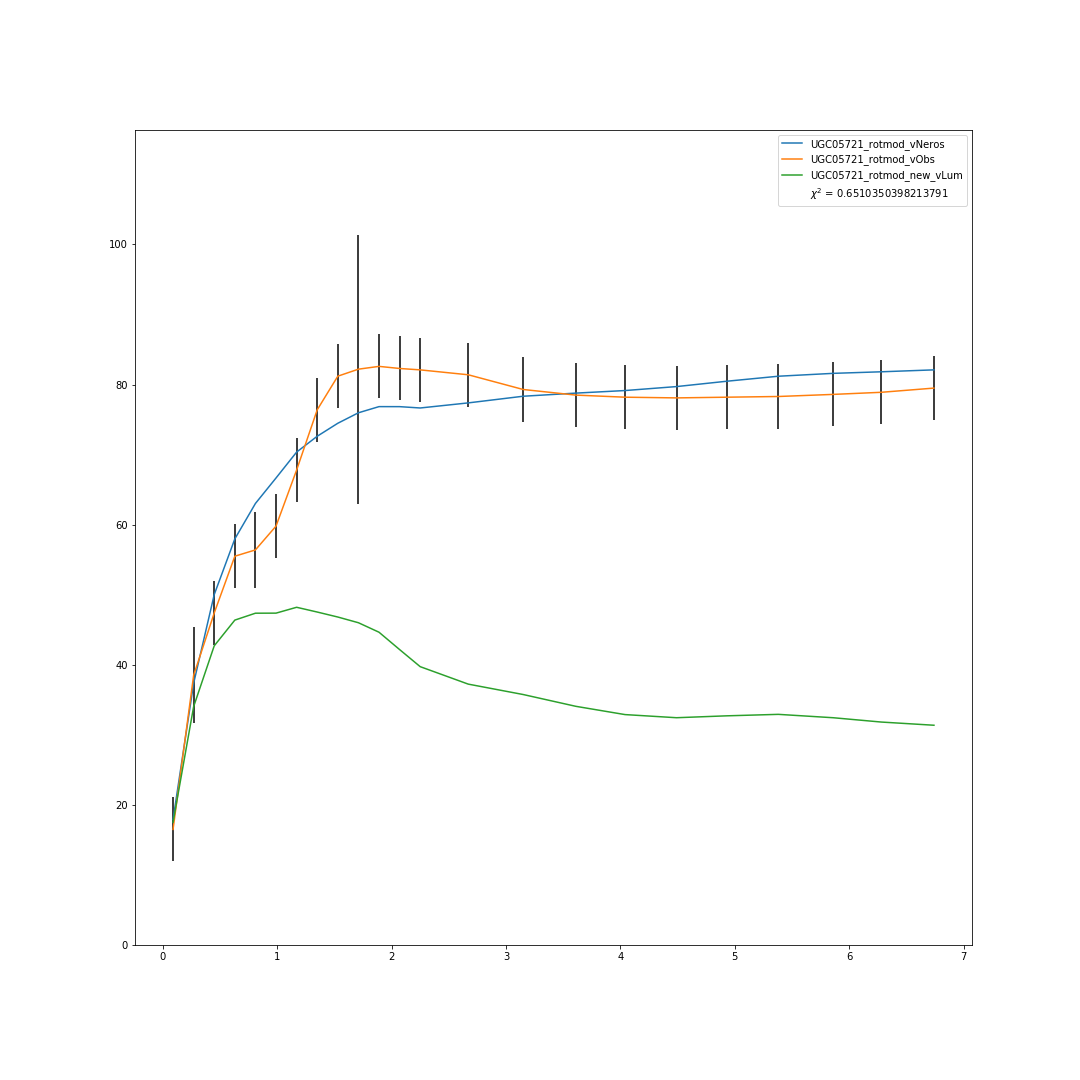 UGC05721_rotmod_vNeros
UGC05721_rotmod_vObs
UGC05721_rotmod_new_vLum
χ² = 0.6510350398213791
100
80
60
40
20
0
0 1 2 3 4 5 6 7